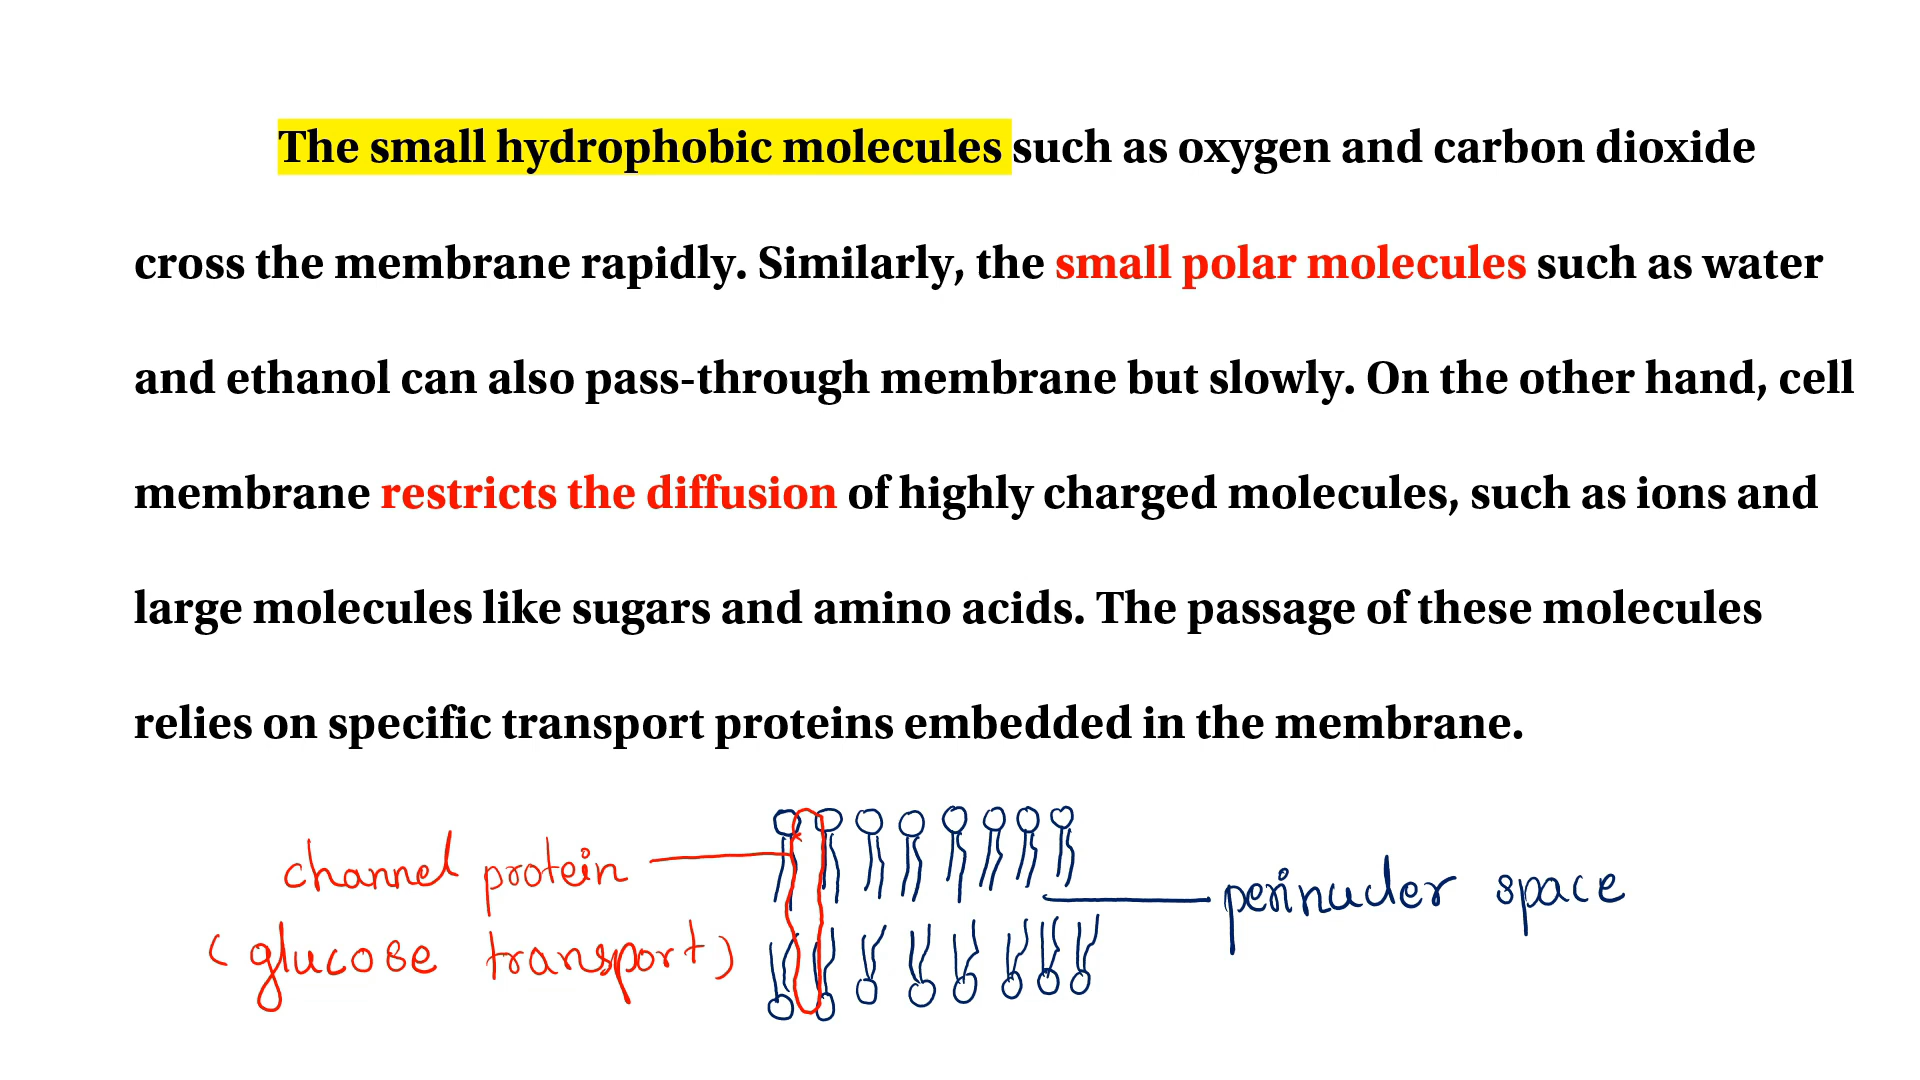 The small hydrophobic molecules such as oxygen and carbon dioxide
cross the membrane rapidly. Similarly, the small polar molecules such as water
and ethanol can also pass-through membrane but slowly. On the other hand, cell
membrane restricts the diffusion of highly charged molecules, such as ions and
large molecules like sugars and amino acids. The passage of these molecules
relies on specific transport proteins embedded in the membrane.
channel protein
(glucose transport)
perinucler space